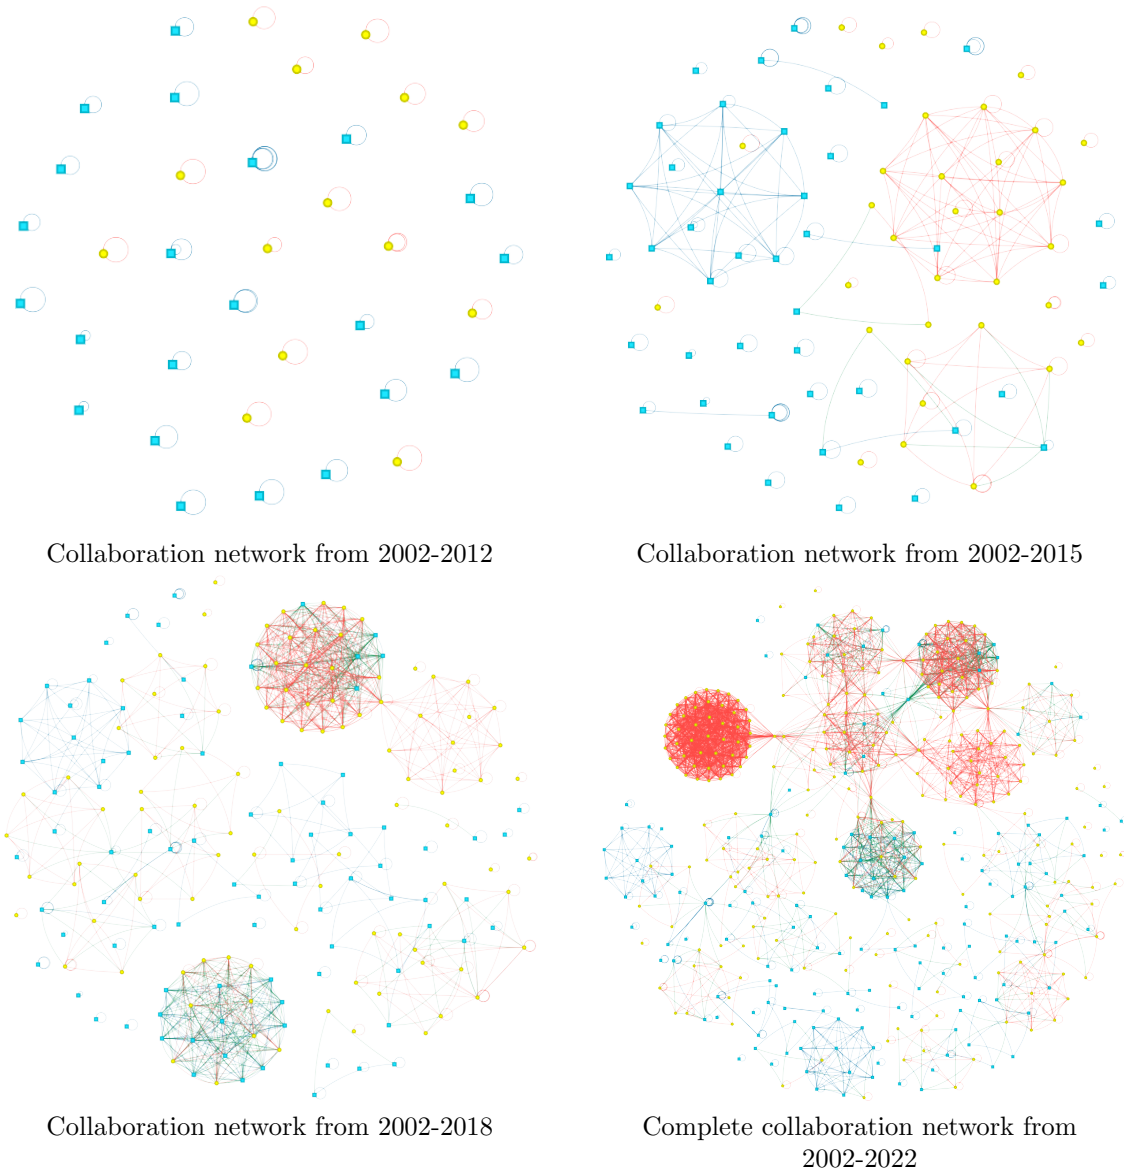 Collaboration network from 2002-2012
Collaboration network from 2002-2015
Collaboration network from 2002-2018
Complete collaboration network from
2002-2022